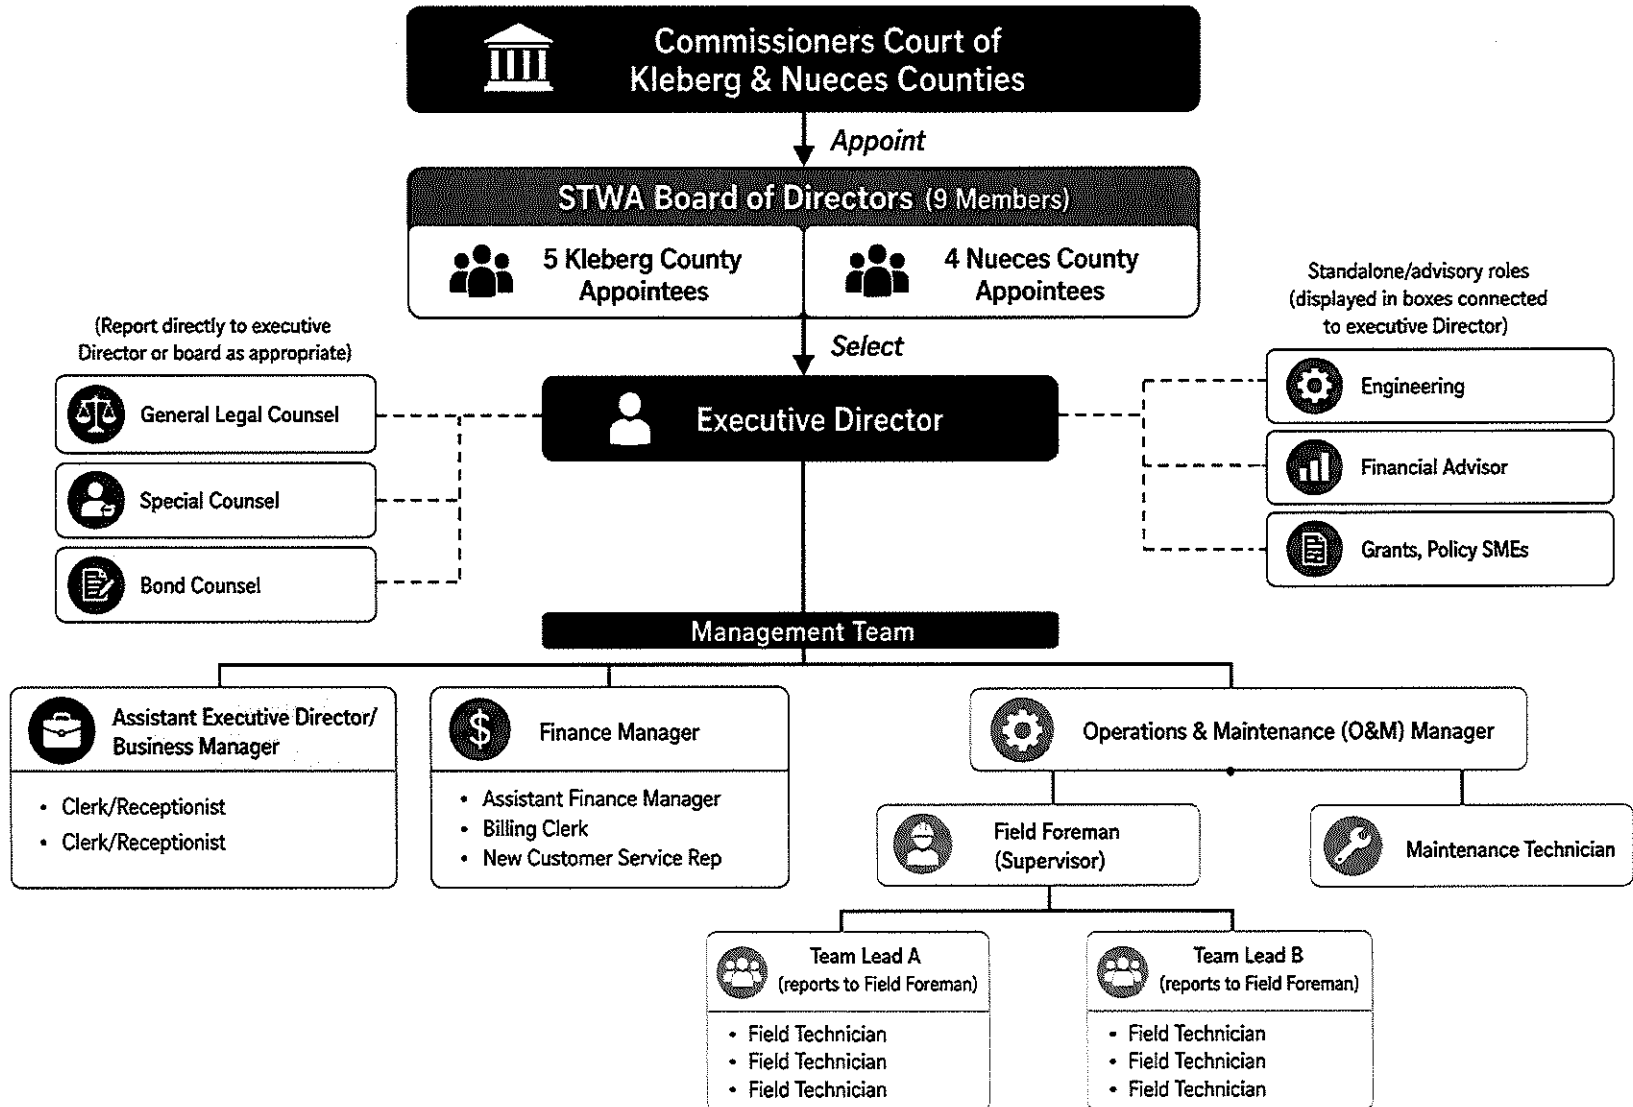 Commissioners Court of
Kleberg & Nueces Counties
Appoint
STWA Board of Directors (9 Members)
5 Kleberg County
Appointees
4 Nueces County
Appointees
Select
(Report directly to executive
Director or board as appropriate)
General Legal Counsel
Special Counsel
Bond Counsel
Executive Director
Standalone/advisory roles
(displayed in boxes connected
to executive Director)
Engineering
Financial Advisor
Grants, Policy SMEs
Management Team
Assistant Executive Director/
Business Manager
• Clerk/Receptionist
• Clerk/Receptionist
$
Finance Manager
• Assistant Finance Manager
• Billing Clerk
• New Customer Service Rep
Operations & Maintenance (O&M) Manager
Field Foreman
(Supervisor)
Maintenance Technician
Team Lead A
(reports to Field Foreman)
• Field Technician
• Field Technician
• Field Technician
Team Lead B
(reports to Field Foreman)
• Field Technician
• Field Technician
• Field Technician